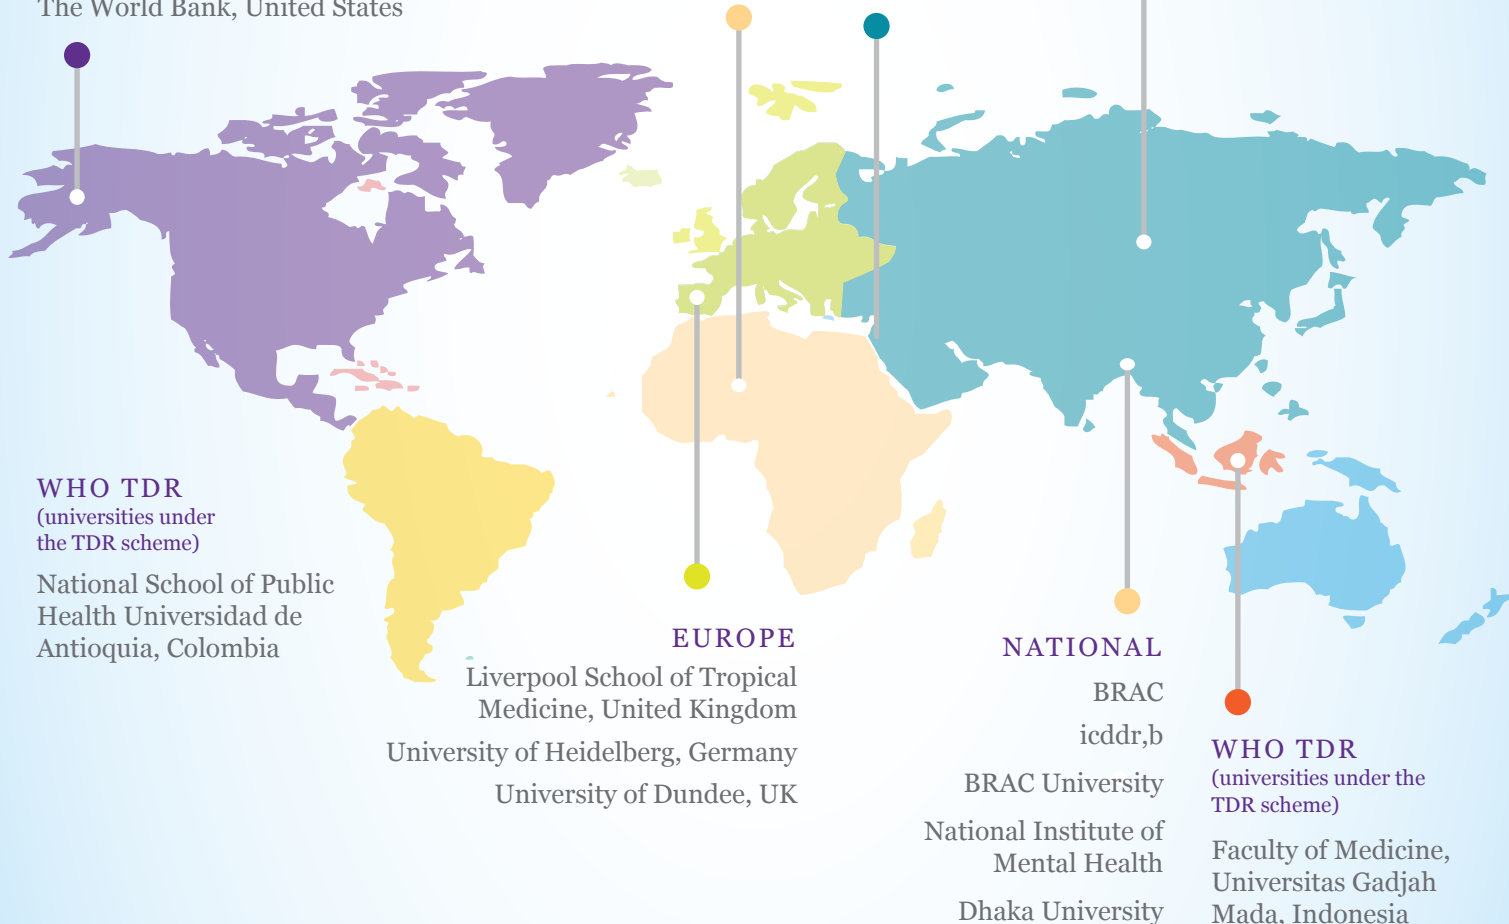 The World Bank, United States
WHO TDR
(universities under
the TDR scheme)
National School of Public
Health Universidad de
Antioquia, Colombia
EUROPE
Liverpool School of Tropical
Medicine, United Kingdom
University of Heidelberg, Germany
University of Dundee, UK
NATIONAL
BRAC
icddr,b
BRAC University
National Institute of
Mental Health
Dhaka University
WHO TDR
(universities under the
TDR scheme)
Faculty of Medicine,
Universitas Gadjah
Mada, Indonesia